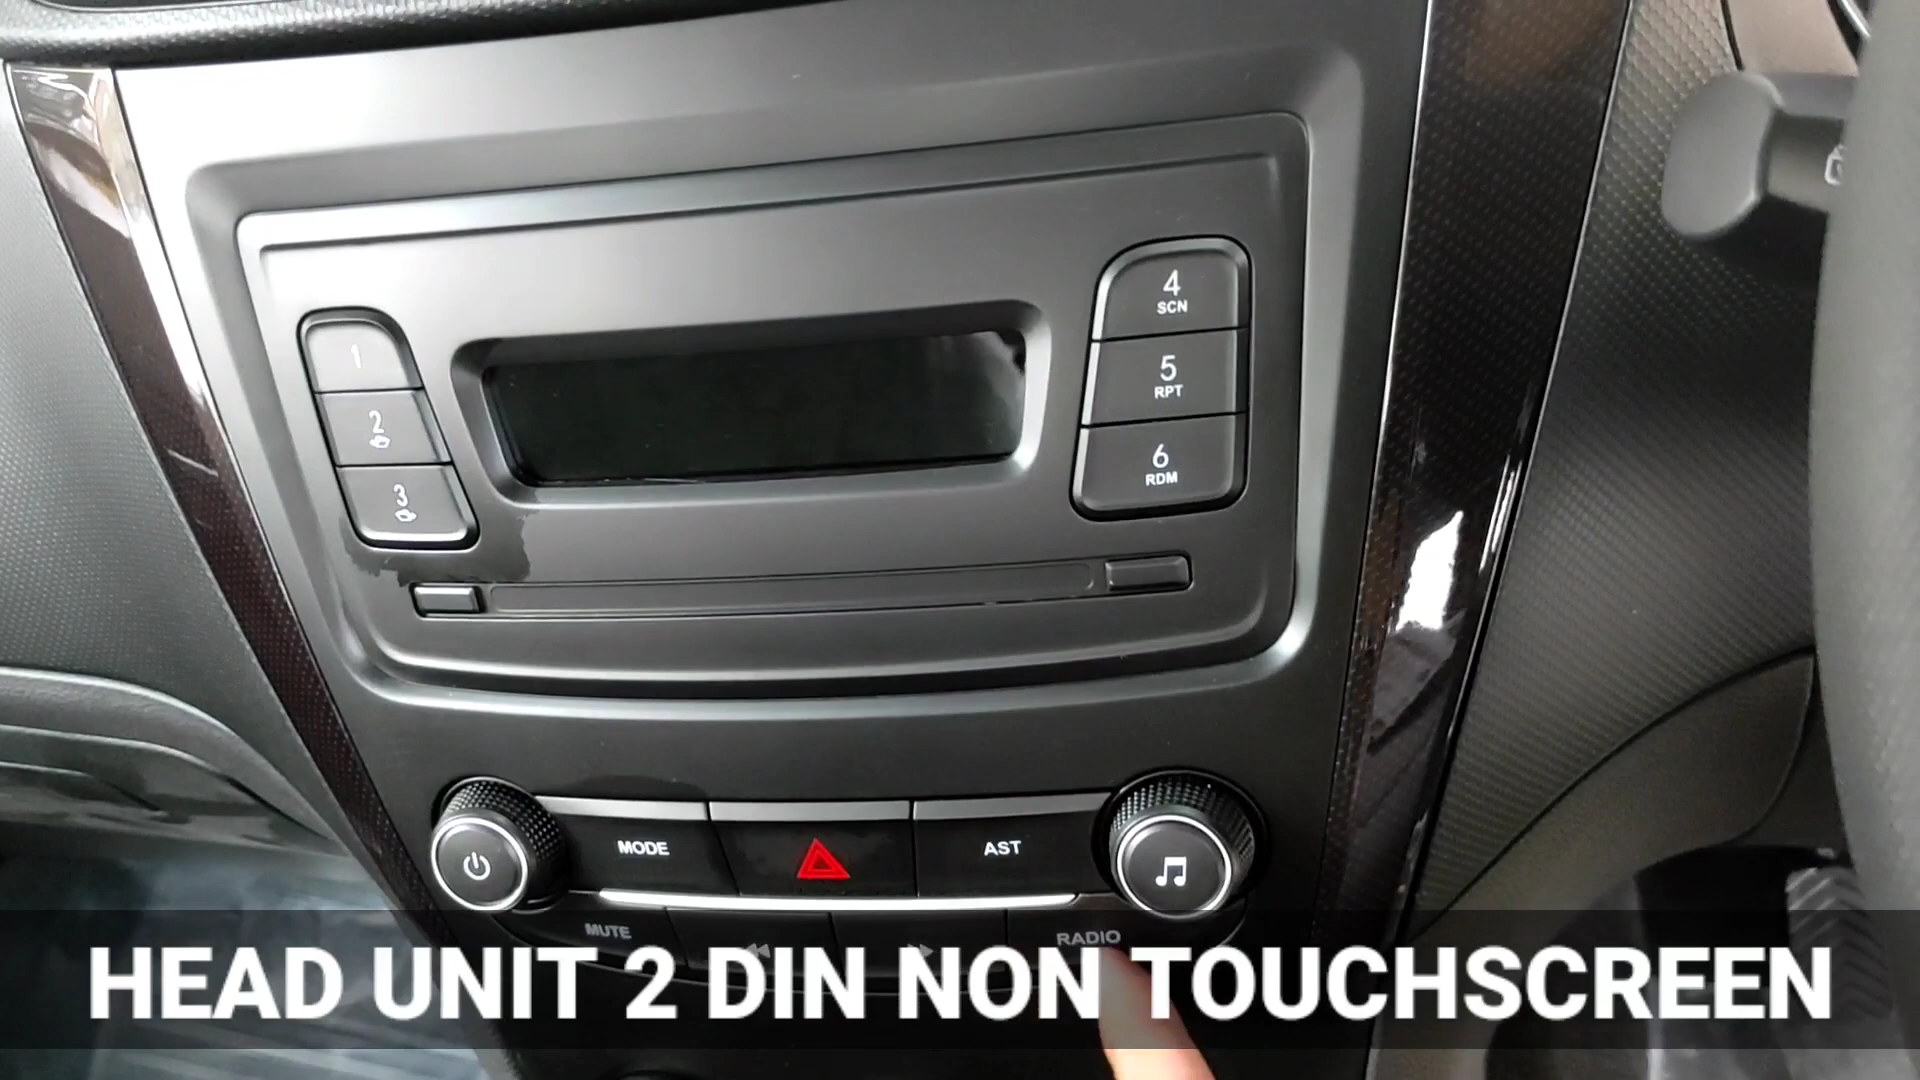 1
2
3
4
SCN
5
RPT
6
RDM
MODE
AST
MUTE
RADIO
HEAD UNIT 2 DIN NON TOUCHSCREEN